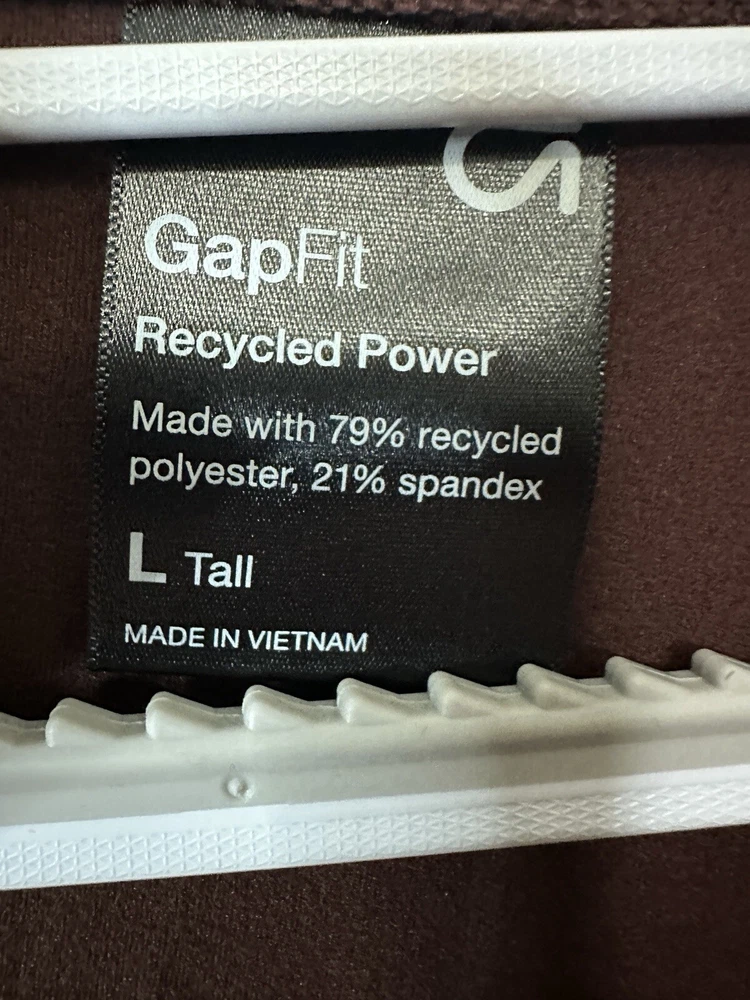 GapFit
Recycled Power
Made with 79% recycled
polyester, 21% spandex
L Tall
MADE IN VIETNAM